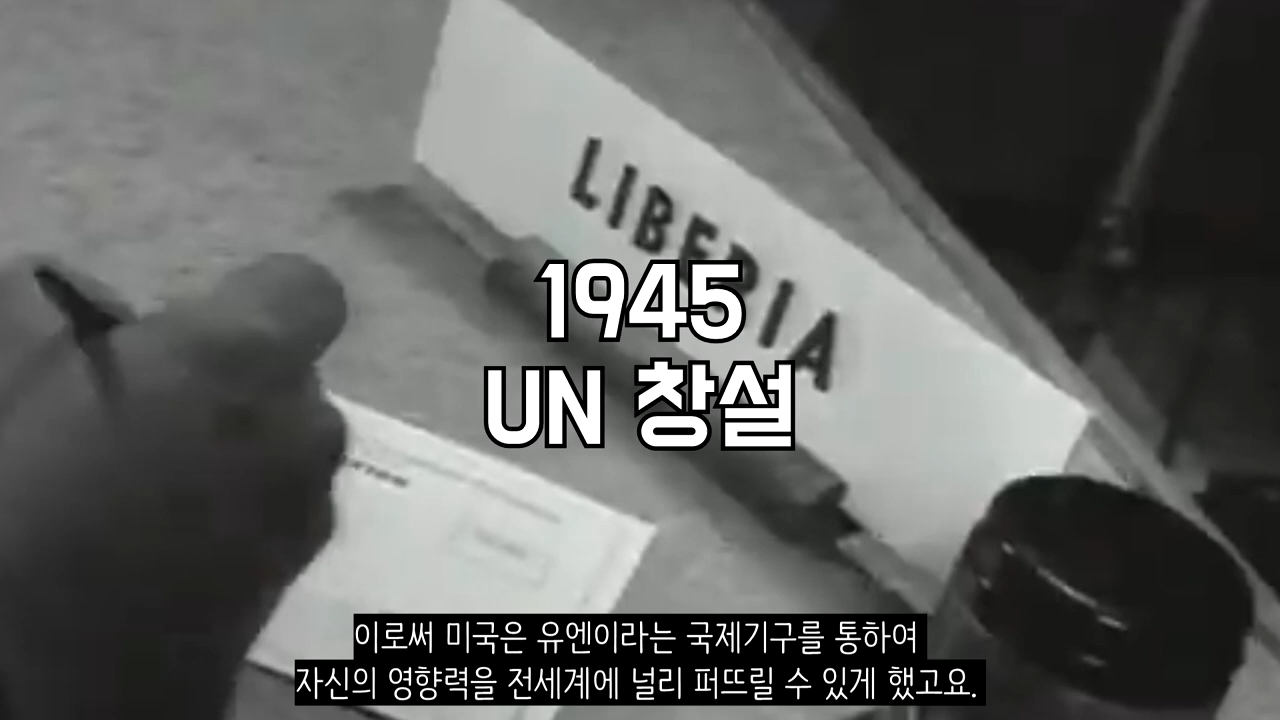 LIBERIA
1945
UN 창설
이로써 미국은 유엔이라는 국제기구를 통하여
자신의 영향력을 전세계에 널리 퍼뜨릴 수 있게 했고요.